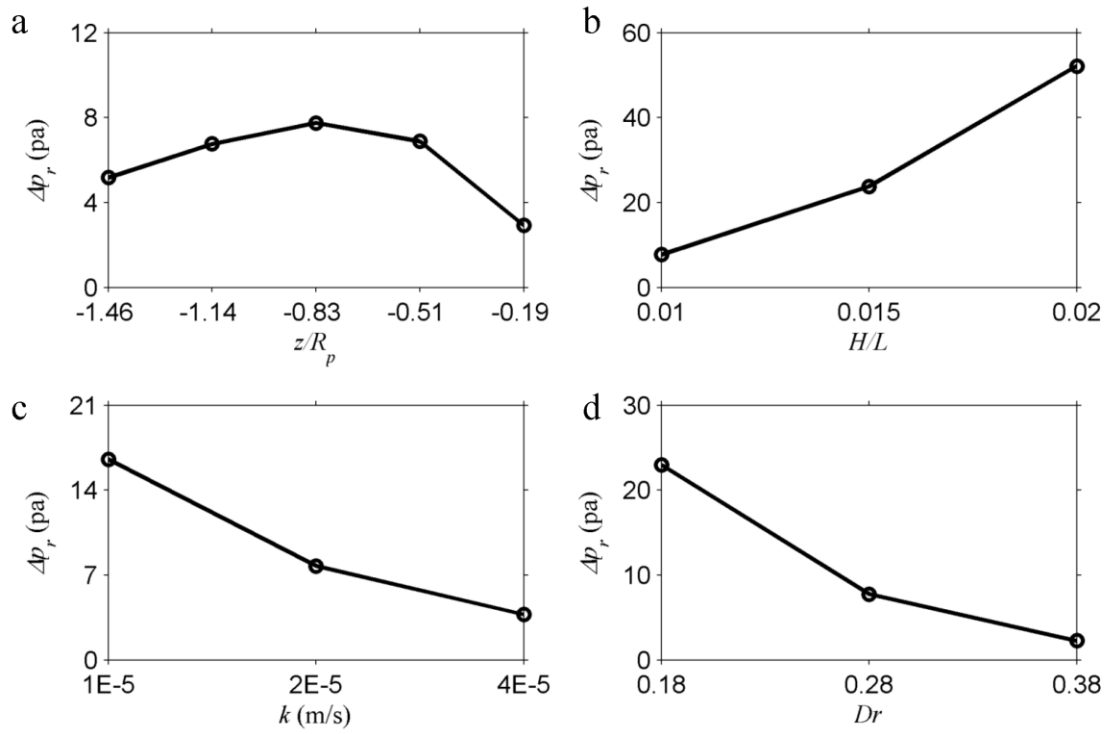 a
12
8
4
0
Δp_r (pa)
-1.46 -1.14 -0.83 -0.51 -0.19
z/R_p
b
60
40
20
0
Δp_r (pa)
0.01 0.015 0.02
H/L
c
21
14
7
0
Δp_r (pa)
1E-5 2E-5 4E-5
k (m/s)
d
30
20
10
0
Δp_r (pa)
0.18 0.28 0.38
Dr